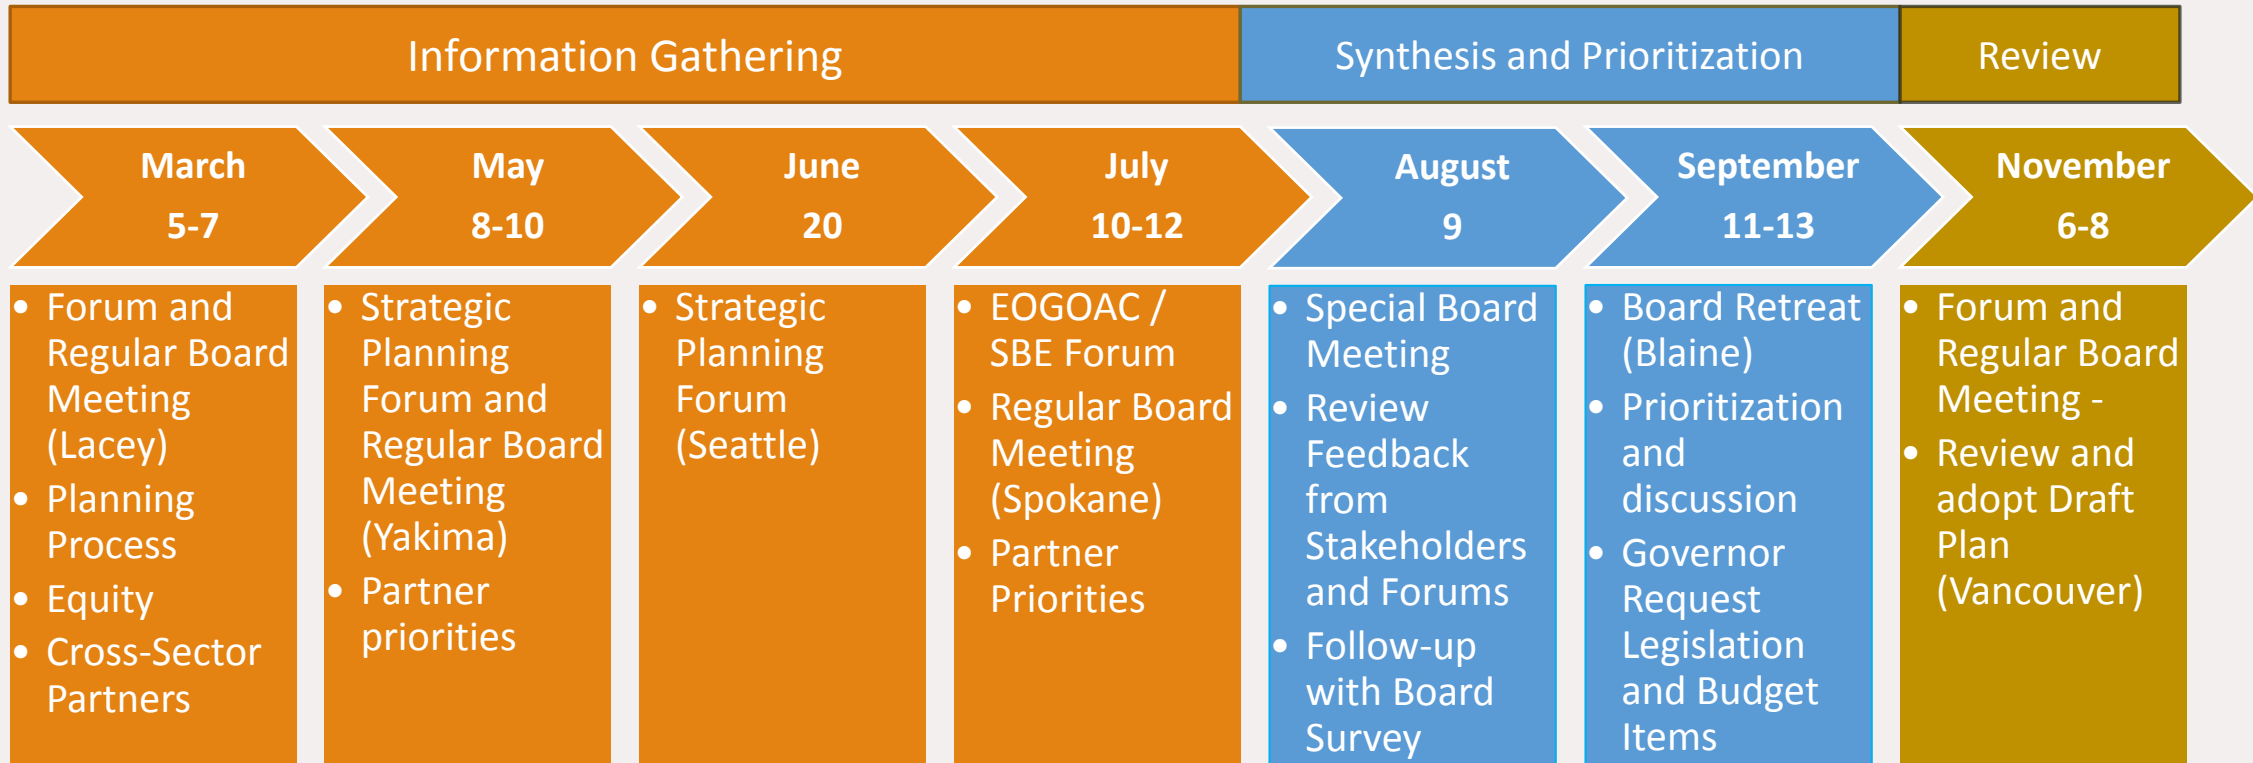 Information Gathering
Synthesis and Prioritization
Review
March
5-7
May
8-10
June
20
July
10-12
August
9
September
11-13
November
6-8
• Forum and
Regular Board
Meeting
(Lacey)
• Planning
Process
• Equity
• Cross-Sector
Partners
• Strategic
Planning
Forum and
Regular Board
Meeting
(Yakima)
• Partner
priorities
• Strategic
Planning
Forum
(Seattle)
• EOGOAC /
SBE Forum
• Regular Board
Meeting
(Spokane)
• Partner
Priorities
• Special Board
Meeting
• Review
Feedback
from
Stakeholders
and Forums
• Follow-up
with Board
Survey
• Board Retreat
(Blaine)
• Prioritization
and
discussion
• Governor
Request
Legislation
and Budget
Items
• Forum and
Regular Board
Meeting -
• Review and
adopt Draft
Plan
(Vancouver)